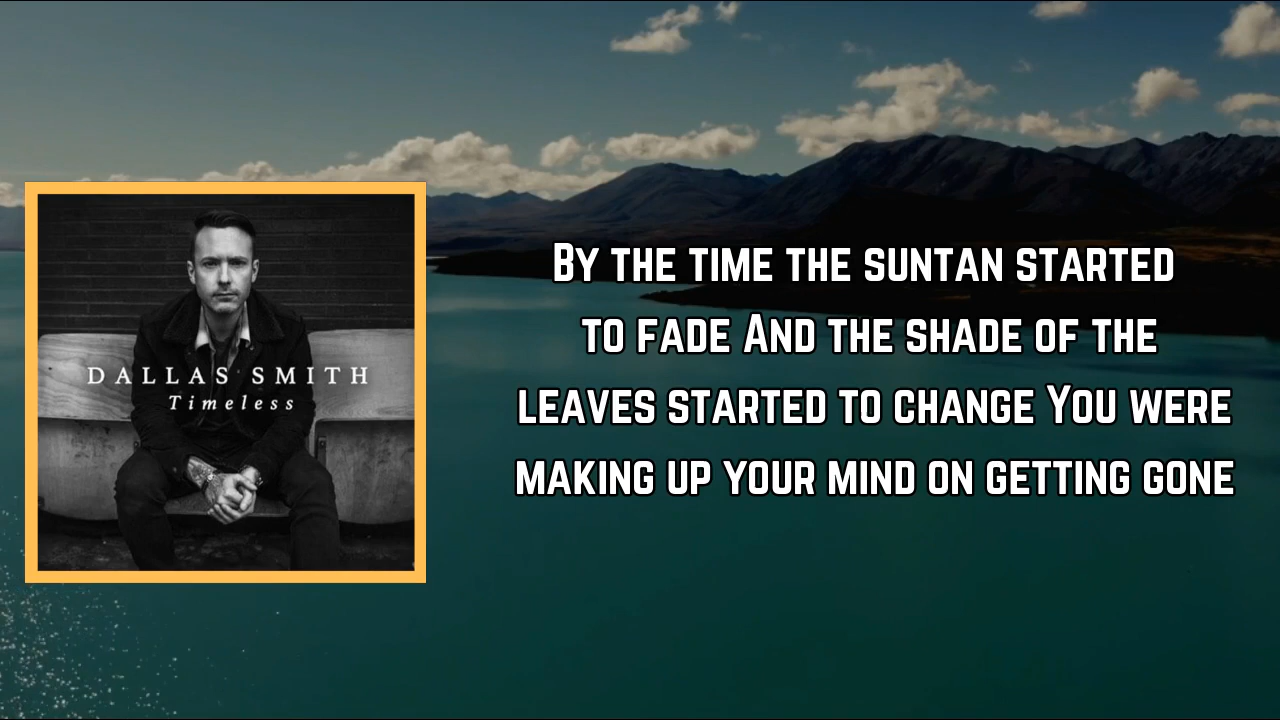 DALLAS SMITH
Timeless
By the time the suntan started
to fade And the shade of the
leaves started to change You were
making up your mind on getting gone